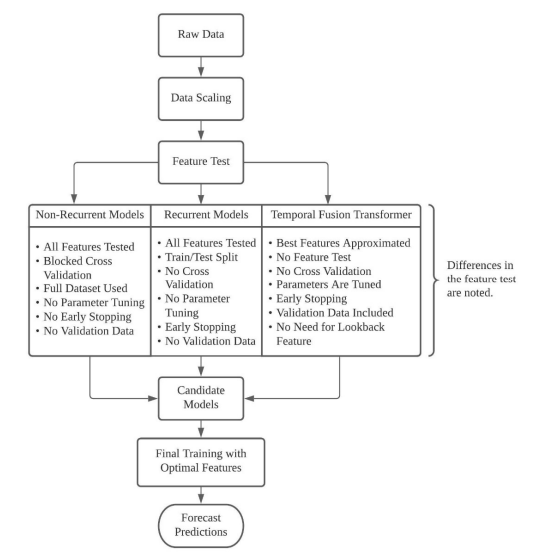 Raw Data
Data Scaling
Feature Test
Non-Recurrent Models
• All Features Tested
• Blocked Cross
Validation
• Full Dataset Used
• No Parameter Tuning
• No Early Stopping
• No Validation Data
Recurrent Models
• All Features Tested
• Train/Test Split
• No Cross
Validation
• No Parameter
Tuning
• Early Stopping
• No Validation Data
Temporal Fusion Transformer
• Best Features Approximated
• No Feature Test
• No Cross Validation
• Parameters Are Tuned
• Early Stopping
• Validation Data Included
• No Need for Lookback
Feature
Differences in
the feature test
are noted.
Candidate
Models
Final Training with
Optimal Features
Forecast
Predictions